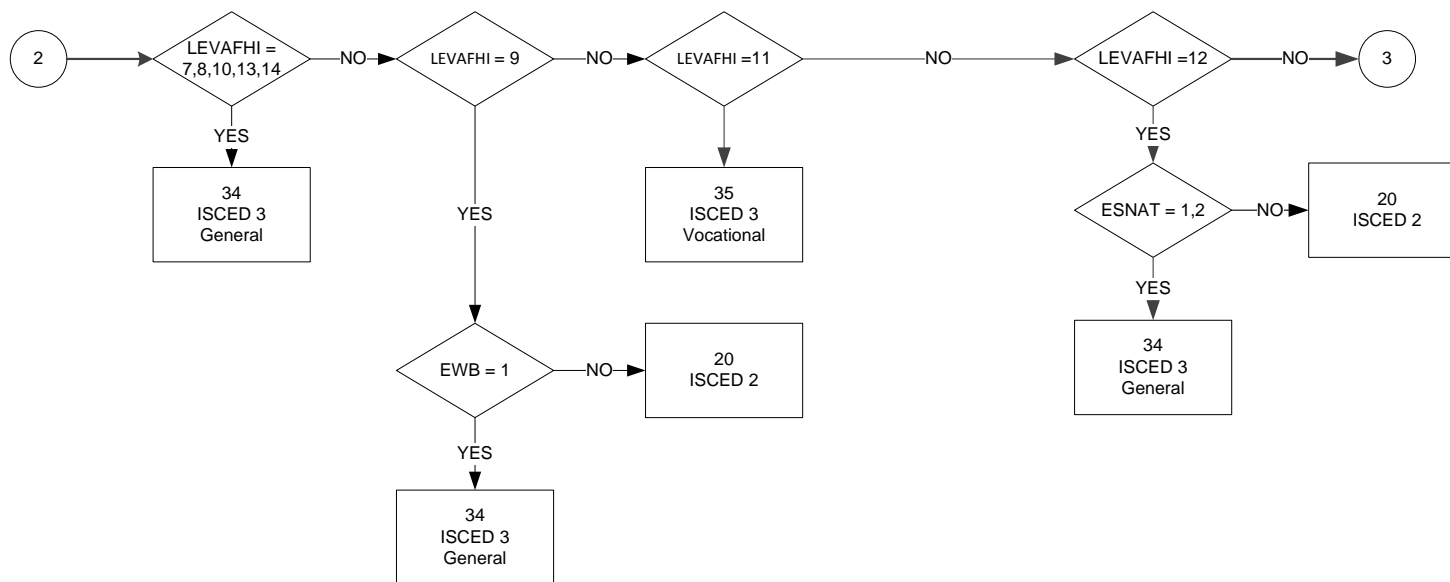 2
LEVAFHI =
7,8,10,13,14
NO
LEVAFHI = 9
NO
LEVAFHI =11
NO
LEVAFHI =12
NO
3
YES
34
ISCED 3
General
YES
35
ISCED 3
Vocational
YES
ESNAT = 1,2
NO
20
ISCED 2
YES
34
ISCED 3
General
EWB = 1
NO
20
ISCED 2
YES
34
ISCED 3
General